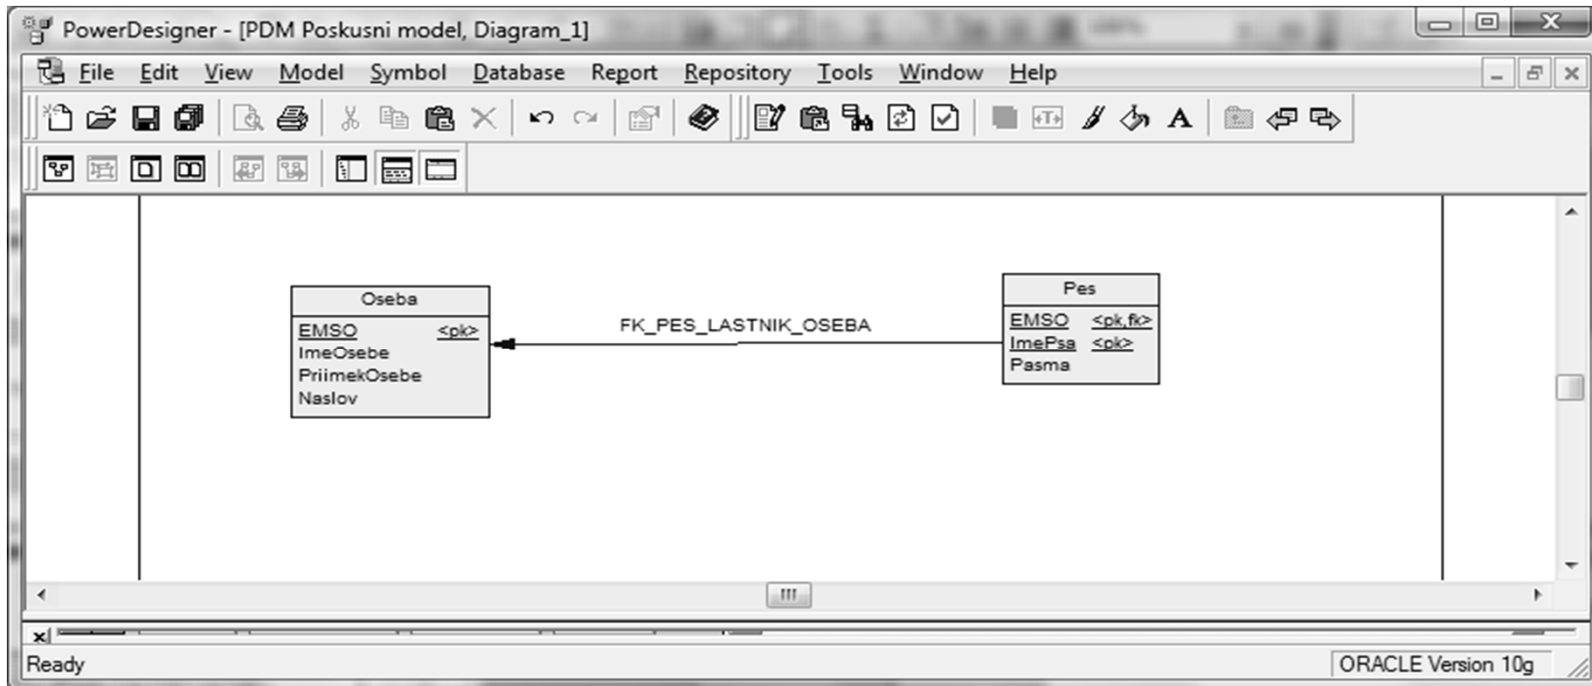 PowerDesigner - [PDM Poskusni model, Diagram_1]
File Edit View Model Symbol Database Report Repository Tools Window Help
Oseba
EMSO <pk>
ImeOsebe
PriimekOsebe
Naslov
FK_PES_LASTNIK_OSEBA
Pes
EMSO <pk,fk>
ImePsa <pk>
Pasma
Ready
ORACLE Version 10g